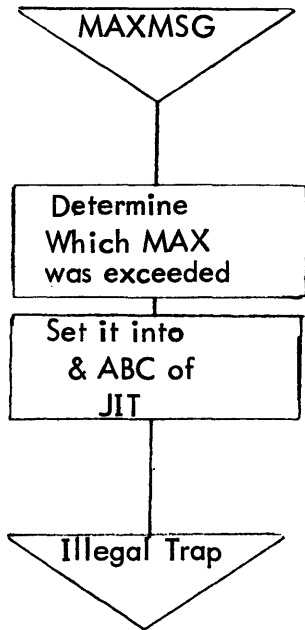 MAXMSG
Determine
Which MAX
was exceeded
Set it into
& ABC of
JIT
Illegal Trap